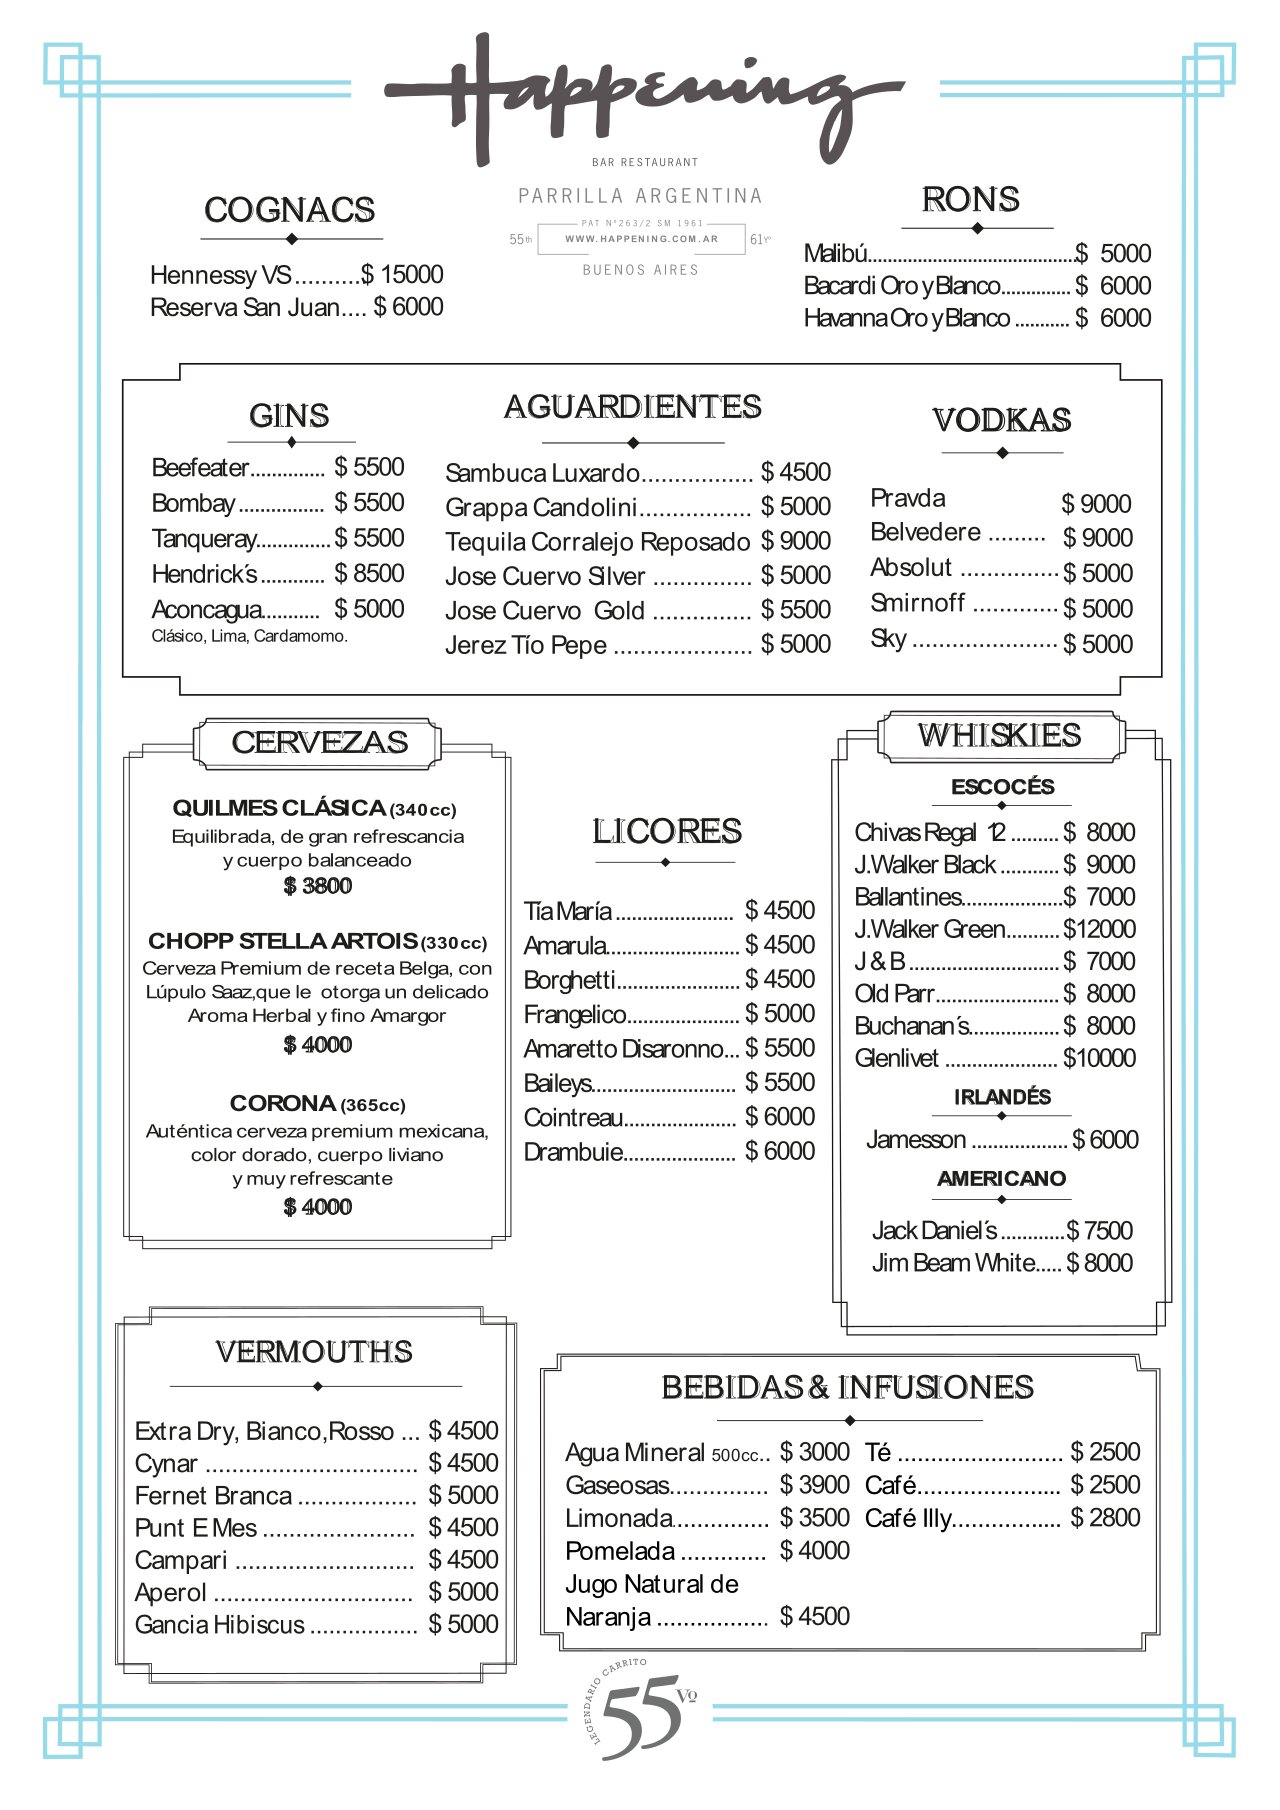 Happening
BAR RESTAURANT
PARRILLA ARGENTINA
PAT Nº263/2 SM 1961
55th WWW.HAPPENING.COM.AR 61Yº
BUENOS AIRES
COGNACS
Hennessy VS..........$ 15000
Reserva San Juan.... $ 6000
RONS
Malibú.........................................$ 5000
Bacardi Oro y Blanco.............. $ 6000
Havanna Oro y Blanco ........... $ 6000
GINS
Beefeater.............. $ 5500
Bombay................ $ 5500
Tanqueray..............$ 5500
Hendrick´s............ $ 8500
Aconcagua........... $ 5000
Clásico, Lima, Cardamomo.
AGUARDIENTES
Sambuca Luxardo................. $ 4500
Grappa Candolini................. $ 5000
Tequila Corralejo Reposado $ 9000
Jose Cuervo Silver ............... $ 5000
Jose Cuervo Gold ............... $ 5500
Jerez Tío Pepe ..................... $ 5000
VODKAS
Pravda $ 9000
Belvedere ......... $ 9000
Absolut ............... $ 5000
Smirnoff ............. $ 5000
Sky ...................... $ 5000
CERVEZAS
QUILMES CLÁSICA (340cc)
Equilibrada, de gran refrescancia
y cuerpo balanceado
$ 3800
CHOPP STELLA ARTOIS (330cc)
Cerveza Premium de receta Belga, con
Lúpulo Saaz,que le otorga un delicado
Aroma Herbal y fino Amargor
$ 4000
CORONA (365cc)
Auténtica cerveza premium mexicana,
color dorado, cuerpo liviano
y muy refrescante
$ 4000
LICORES
Tía María ...................... $ 4500
Amarula........................ $ 4500
Borghetti....................... $ 4500
Frangelico..................... $ 5000
Amaretto Disaronno... $ 5500
Baileys.......................... $ 5500
Cointreau..................... $ 6000
Drambuie..................... $ 6000
WHISKIES
ESCOCÉS
Chivas Regal 12 ......... $ 8000
J.Walker Black ........... $ 9000
Ballantines...................$ 7000
J.Walker Green..........$12000
J & B ............................ $ 7000
Old Parr....................... $ 8000
Buchanan´s................. $ 8000
Glenlivet ..................... $10000
IRLANDÉS
Jamesson .................. $ 6000
AMERICANO
Jack Daniel´s............$ 7500
Jim Beam White..... $ 8000
VERMOUTHS
Extra Dry, Bianco,Rosso ... $ 4500
Cynar ................................ $ 4500
Fernet Branca .................. $ 5000
Punt E Mes ....................... $ 4500
Campari ........................... $ 4500
Aperol .............................. $ 5000
Gancia Hibiscus ................ $ 5000
BEBIDAS & INFUSIONES
Agua Mineral 500cc.. $ 3000
Gaseosas............... $ 3900
Limonada............... $ 3500
Pomelada ............. $ 4000
Jugo Natural de
Naranja ................. $ 4500
Té ......................... $ 2500
Café...................... $ 2500
Café Illy................. $ 2800
LEGENDARIO CARRITO
55 Vº